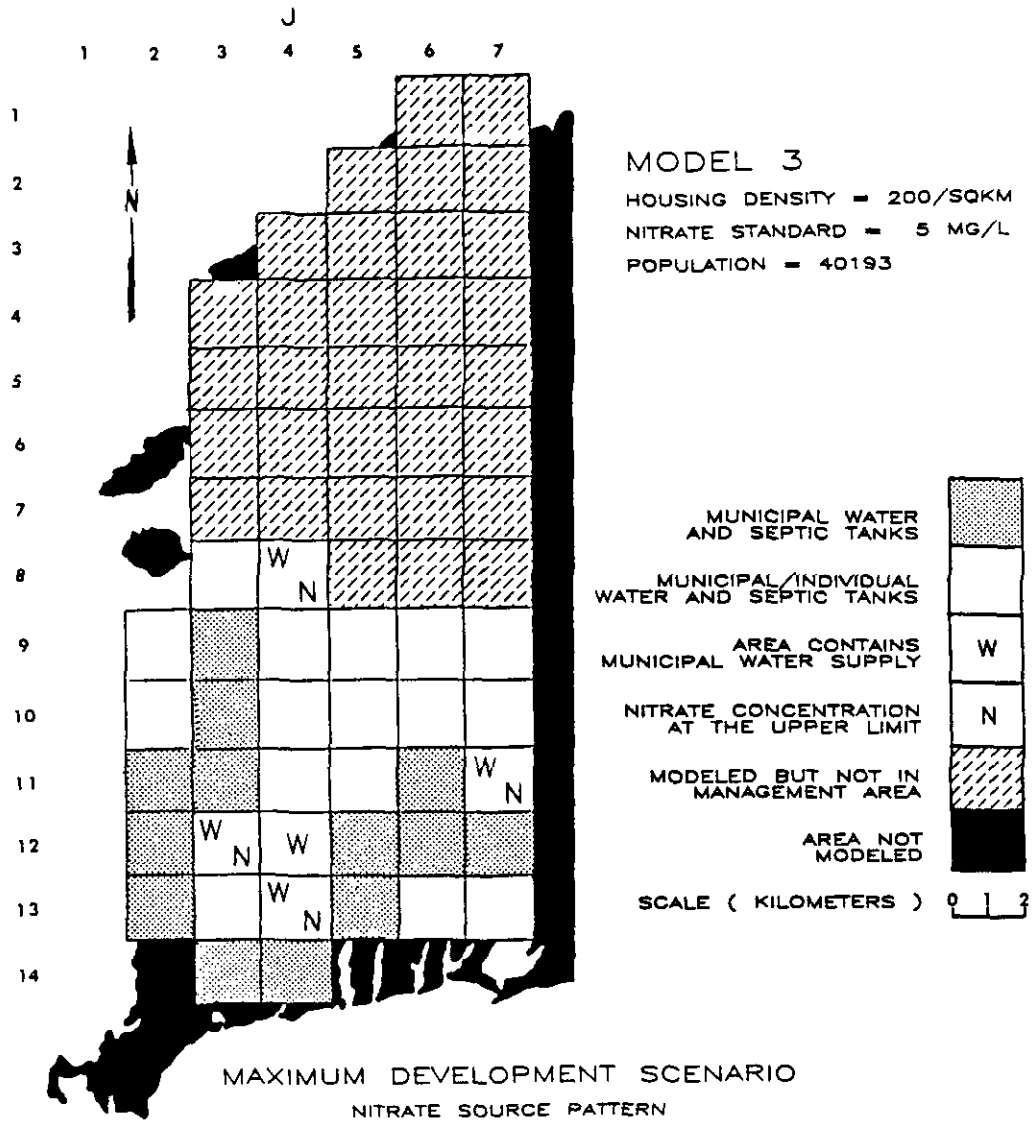 J
1 2 3 4 5 6 7
1
2
3
4
5
6
7
8
9
10
11
12
13
14
N
MODEL 3
HOUSING DENSITY = 200/SQKM
NITRATE STANDARD = 5 MG/L
POPULATION = 40193
W
N
W
N
W
N
W
W
N
MUNICIPAL WATER
AND SEPTIC TANKS
MUNICIPAL/INDIVIDUAL
WATER AND SEPTIC TANKS
AREA CONTAINS
MUNICIPAL WATER SUPPLY
W
NITRATE CONCENTRATION
AT THE UPPER LIMIT
N
MODELED BUT NOT IN
MANAGEMENT AREA
AREA NOT
MODELED
SCALE ( KILOMETERS )
0 1 2
MAXIMUM DEVELOPMENT SCENARIO
NITRATE SOURCE PATTERN